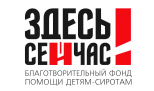 ЗДЕСЬ
СЕЙЧАС!
БЛАГОТВОРИТЕЛЬНЫЙ ФОНД
ПОМОЩИ ДЕТЯМ-СИРОТАМ